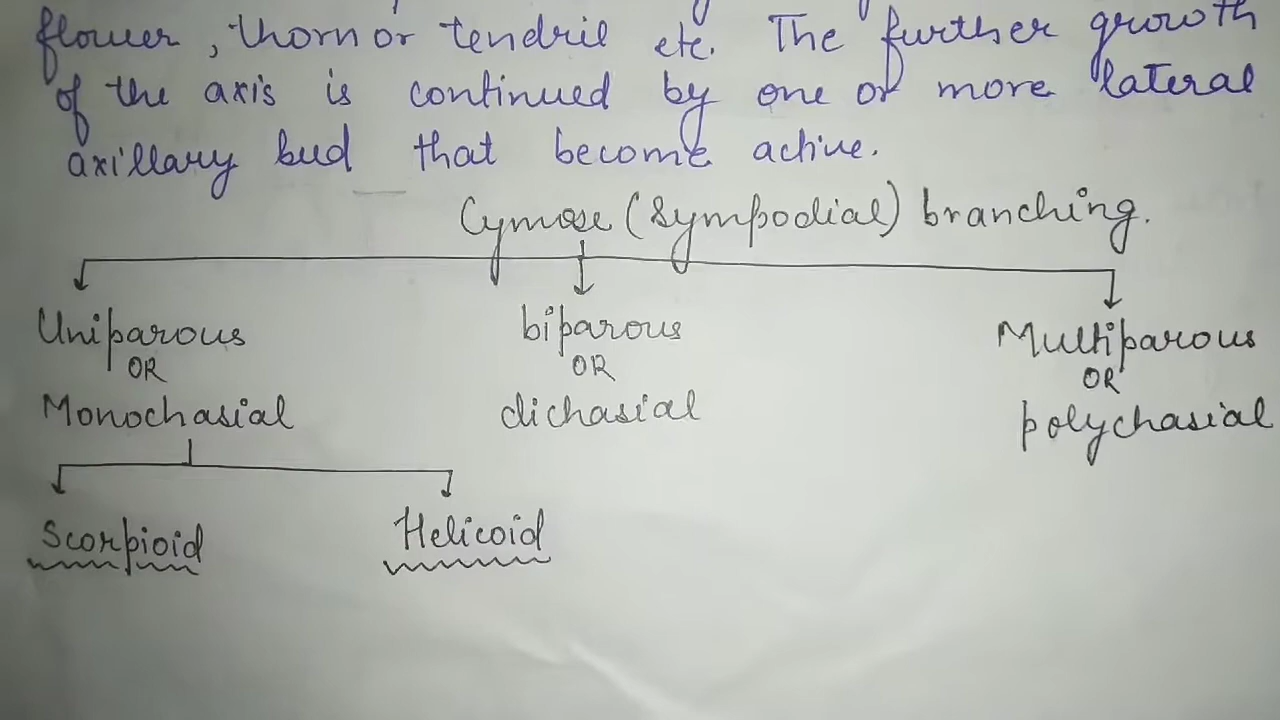 flower, thorn or tendril etc. The further growth
of the axis is continued by one or more lateral
axillary bud that become active.
Cymose (Sympodial) branching.
Uniparous
OR
Monochasial
biparous
OR
dichasial
Multiparous
OR
polychasial
Scorpioid
Helicoid